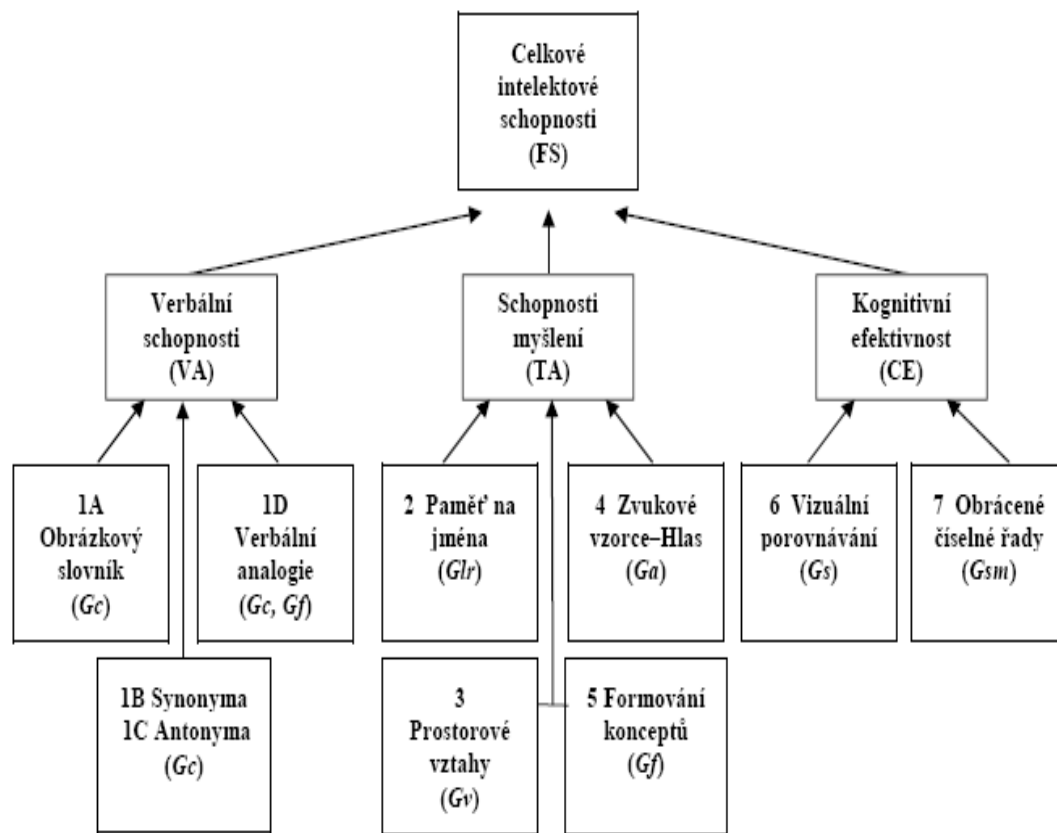 Celkové
intelektové
schopnosti
(FS)
Verbální
schopnosti
(VA)
Schopnosti
myšlení
(TA)
Kognitivní
efektivnost
(CE)
1A
Obrázkový
slovník
(Gc)
1D
Verbální
analogie
(Gc, Gf)
2 Paměť na
jména
(Glr)
4 Zvukové
vzorce–Hlas
(Ga)
6 Vizuální
porovnávání
(Gs)
7 Obrácené
číselné řady
(Gsm)
1B Synonyma
1C Antonyma
(Gc)
3
Prostorové
vztahy
(Gv)
5 Formování
konceptů
(Gf)